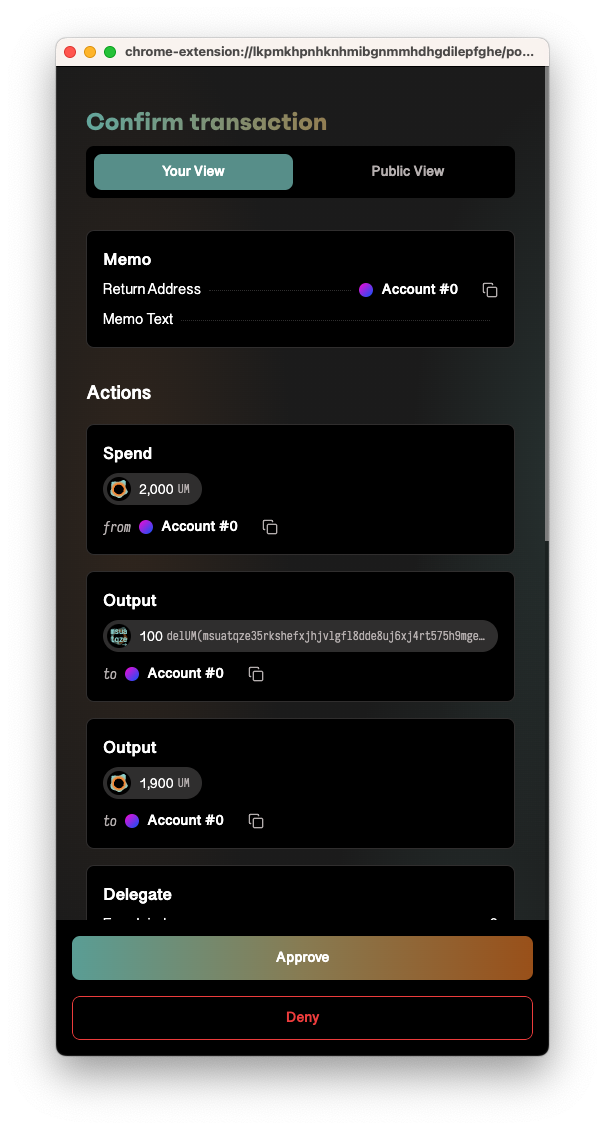 chrome-extension://lkpmkhpnhknhmibgnmmhdhgdilepfghe/po...
Confirm transaction
Your View
Public View
Memo
Return Address
Account #0
Memo Text
Actions
Spend
2,000 UM
from Account #0
Output
msua
tqze
100 delUM(msuatqze35rkshefxjhjvlgfl8dde8uj6xj4rt575h9mge…
to Account #0
Output
1,900 UM
to Account #0
Delegate
Approve
Deny